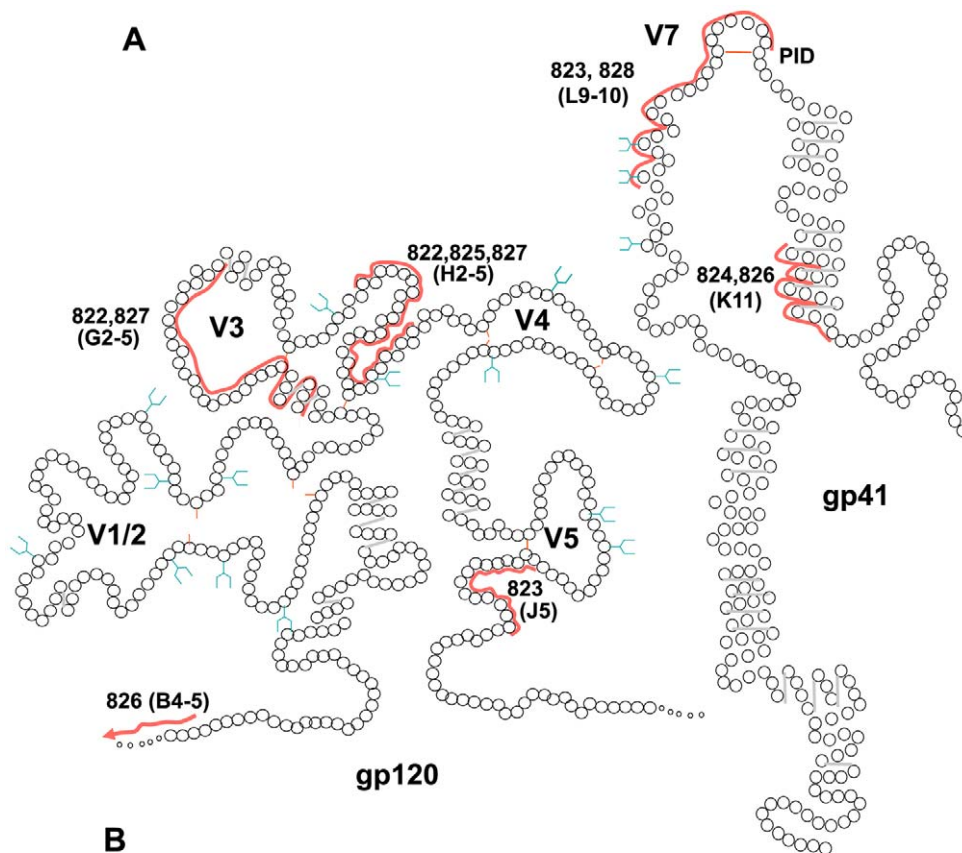 A
V7
PID
823, 828
(L9-10)
822,825,827
(H2-5)
822,827
(G2-5)
V3
V4
824,826
(K11)
V1/2
V5
gp41
823
(J5)
826 (B4-5)
gp120
B